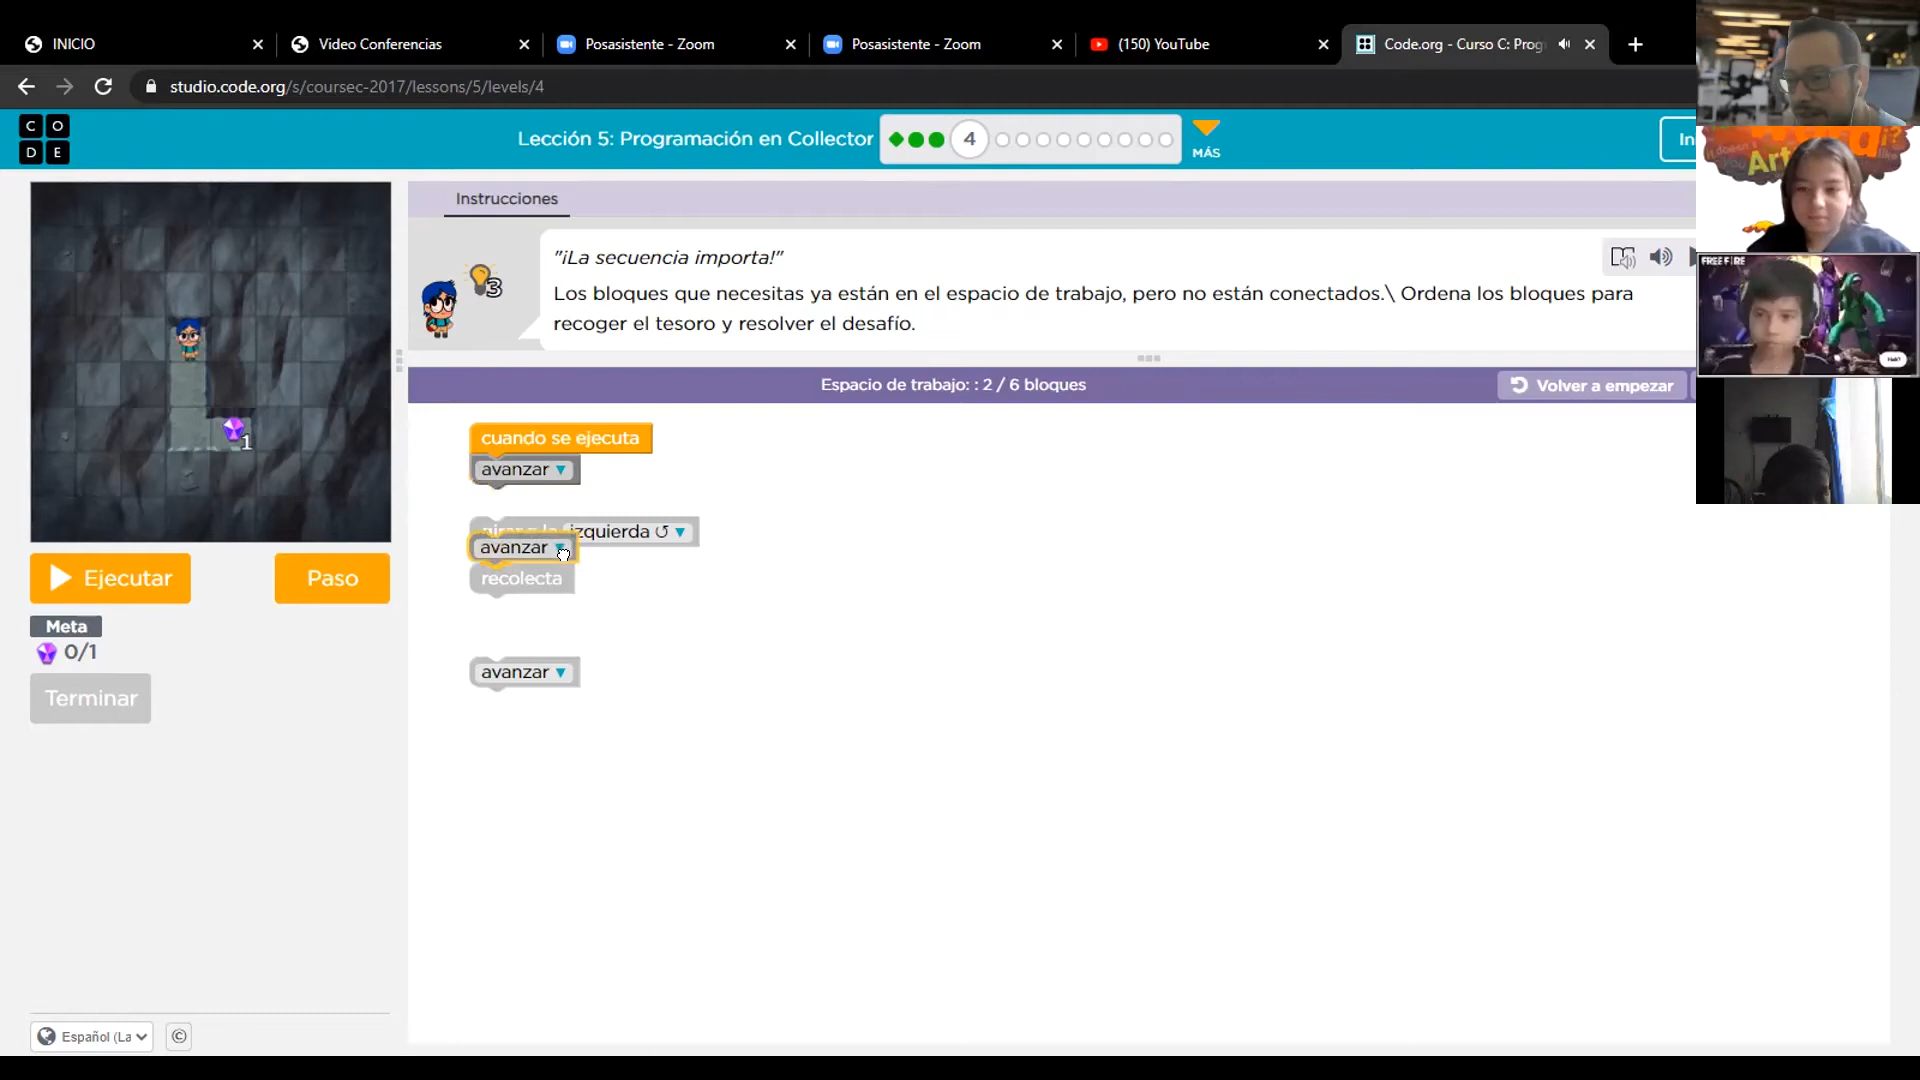 INICIO
Video Conferencias
Posasistente - Zoom
Posasistente - Zoom
(150) YouTube
Code.org - Curso C: Prog
studio.code.org/s/coursec-2017/lessons/5/levels/4
C O
D E
Lección 5: Programación en Collector
4
MÁS
In
Instrucciones
"¡La secuencia importa!"
3
Los bloques que necesitas ya están en el espacio de trabajo, pero no están conectados.\ Ordena los bloques para
recoger el tesoro y resolver el desafío.
Espacio de trabajo: : 2 / 6 bloques
Volver a empezar
cuando se ejecuta
avanzar
izquierda
avanzar
recolecta
avanzar
1
Ejecutar
Paso
Meta
0/1
Terminar
Español (La
©
FREE FIRE
Art